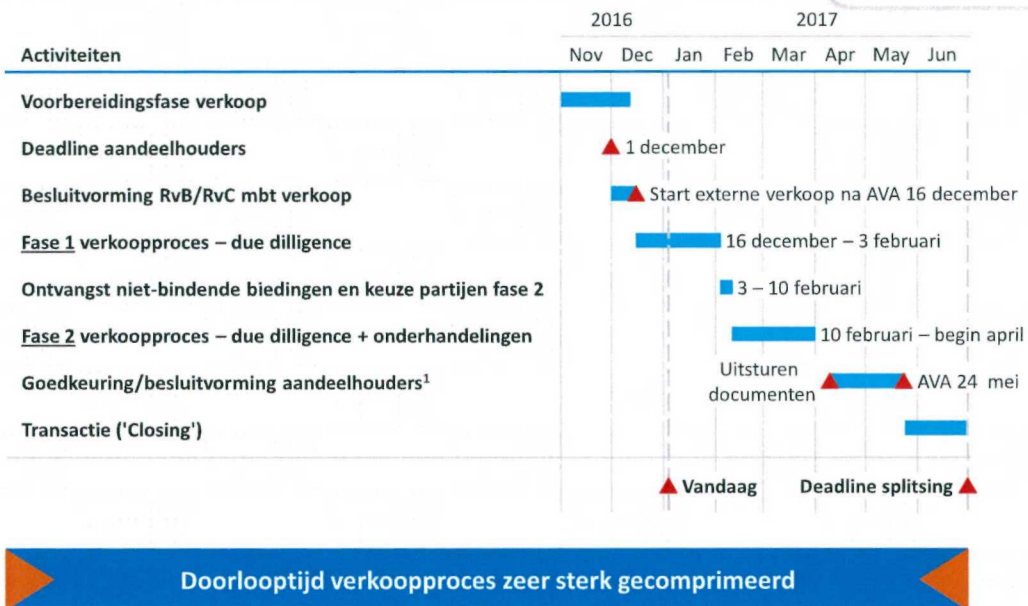 2016 2017
Activiteiten Nov Dec Jan Feb Mar Apr May Jun
Voorbereidingsfase verkoop
Deadline aandeelhouders 1 december
Besluitvorming RvB/RvC mbt verkoop Start externe verkoop na AVA 16 december
Fase 1 verkoopproces – due dilligence 16 december – 3 februari
Ontvangst niet-bindende biedingen en keuze partijen fase 2 3 – 10 februari
Fase 2 verkoopproces – due dilligence + onderhandelingen 10 februari – begin april
Goedkeuring/besluitvorming aandeelhouders¹ Uitsturen documenten AVA 24 mei
Transactie ('Closing')
Vandaag Deadline splitsing
Doorlooptijd verkoopproces zeer sterk gecomprimeerd